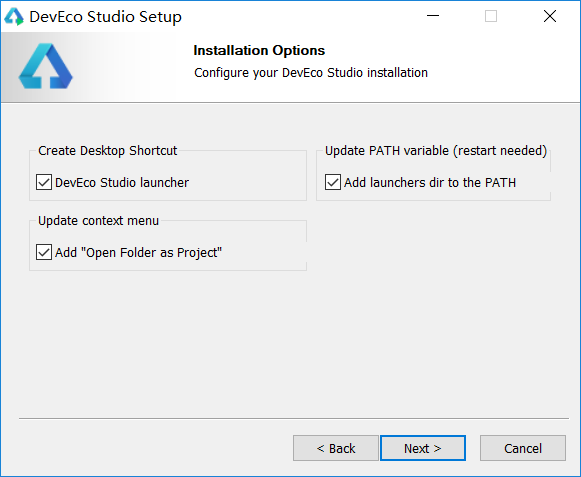 DevEco Studio Setup
Installation Options
Configure your DevEco Studio installation
Create Desktop Shortcut
DevEco Studio launcher
Update PATH variable (restart needed)
Add launchers dir to the PATH
Update context menu
Add "Open Folder as Project"
< Back
Next >
Cancel